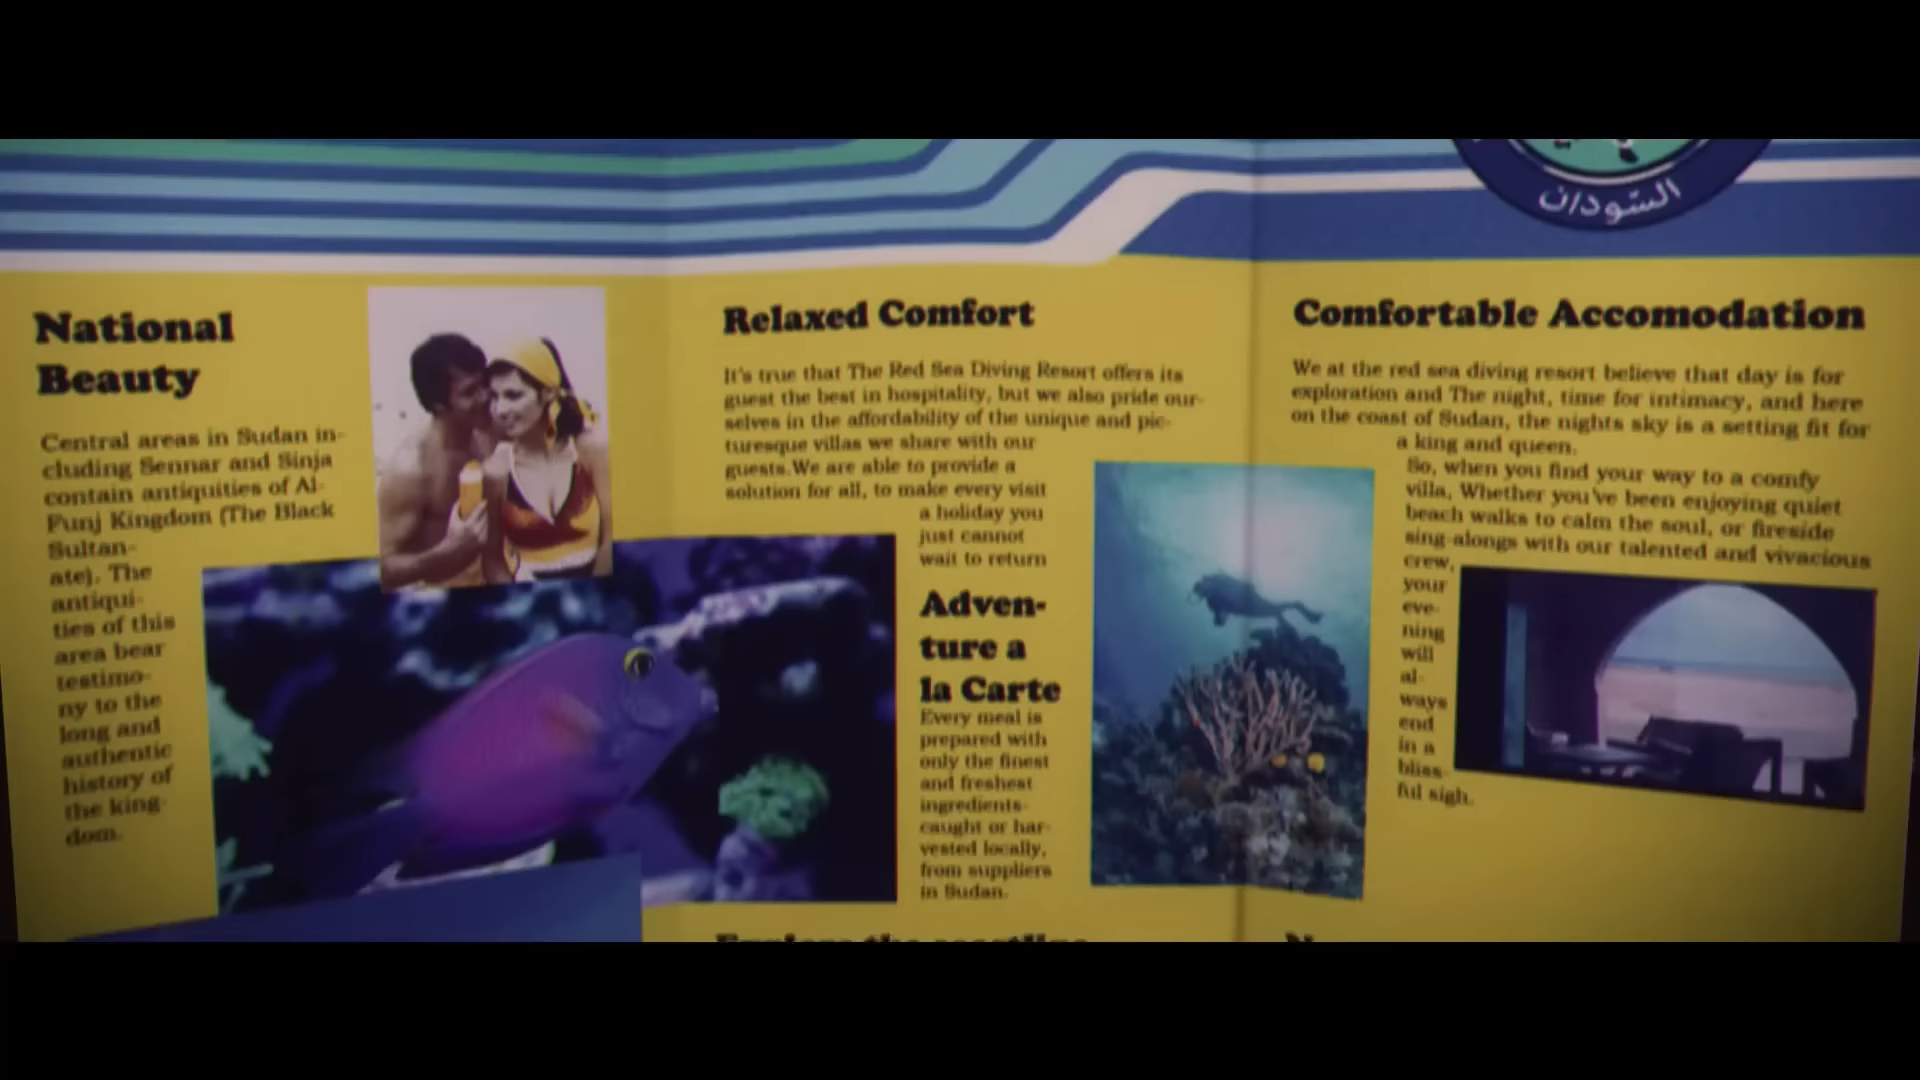 السودان
National
Beauty
Central areas in Sudan in-
cluding Sennar and Sinja
contain antiquities of Al-
Funj Kingdom (The Black
Sultan-
ate). The
antiqui-
ties of this
area bear
testimo-
ny to the
long and
authentic
history of
the king-
dom.
Relaxed Comfort
It's true that The Red Sea Diving Resort offers its
guest the best in hospitality, but we also pride our-
selves in the affordability of the unique and pic-
turesque villas we share with our
guests.We are able to provide a
solution for all, to make every visit
a holiday you
just cannot
wait to return
Adven-
ture a
la Carte
Every meal is
prepared with
only the finest
and freshest
ingredients
caught or har-
vested locally,
from suppliers
in Sudan.
Explore the coastline
Comfortable Accomodation
We at the red sea diving resort believe that day is for
exploration and The night, time for intimacy, and here
on the coast of Sudan, the nights sky is a setting fit for
a king and queen.
So, when you find your way to a comfy
villa, Whether you've been enjoying quiet
beach walks to calm the soul, or fireside
sing-alongs with our talented and vivacious
crew,
your
eve-
ning
will
al-
ways
end
in a
bliss-
ful sigh.